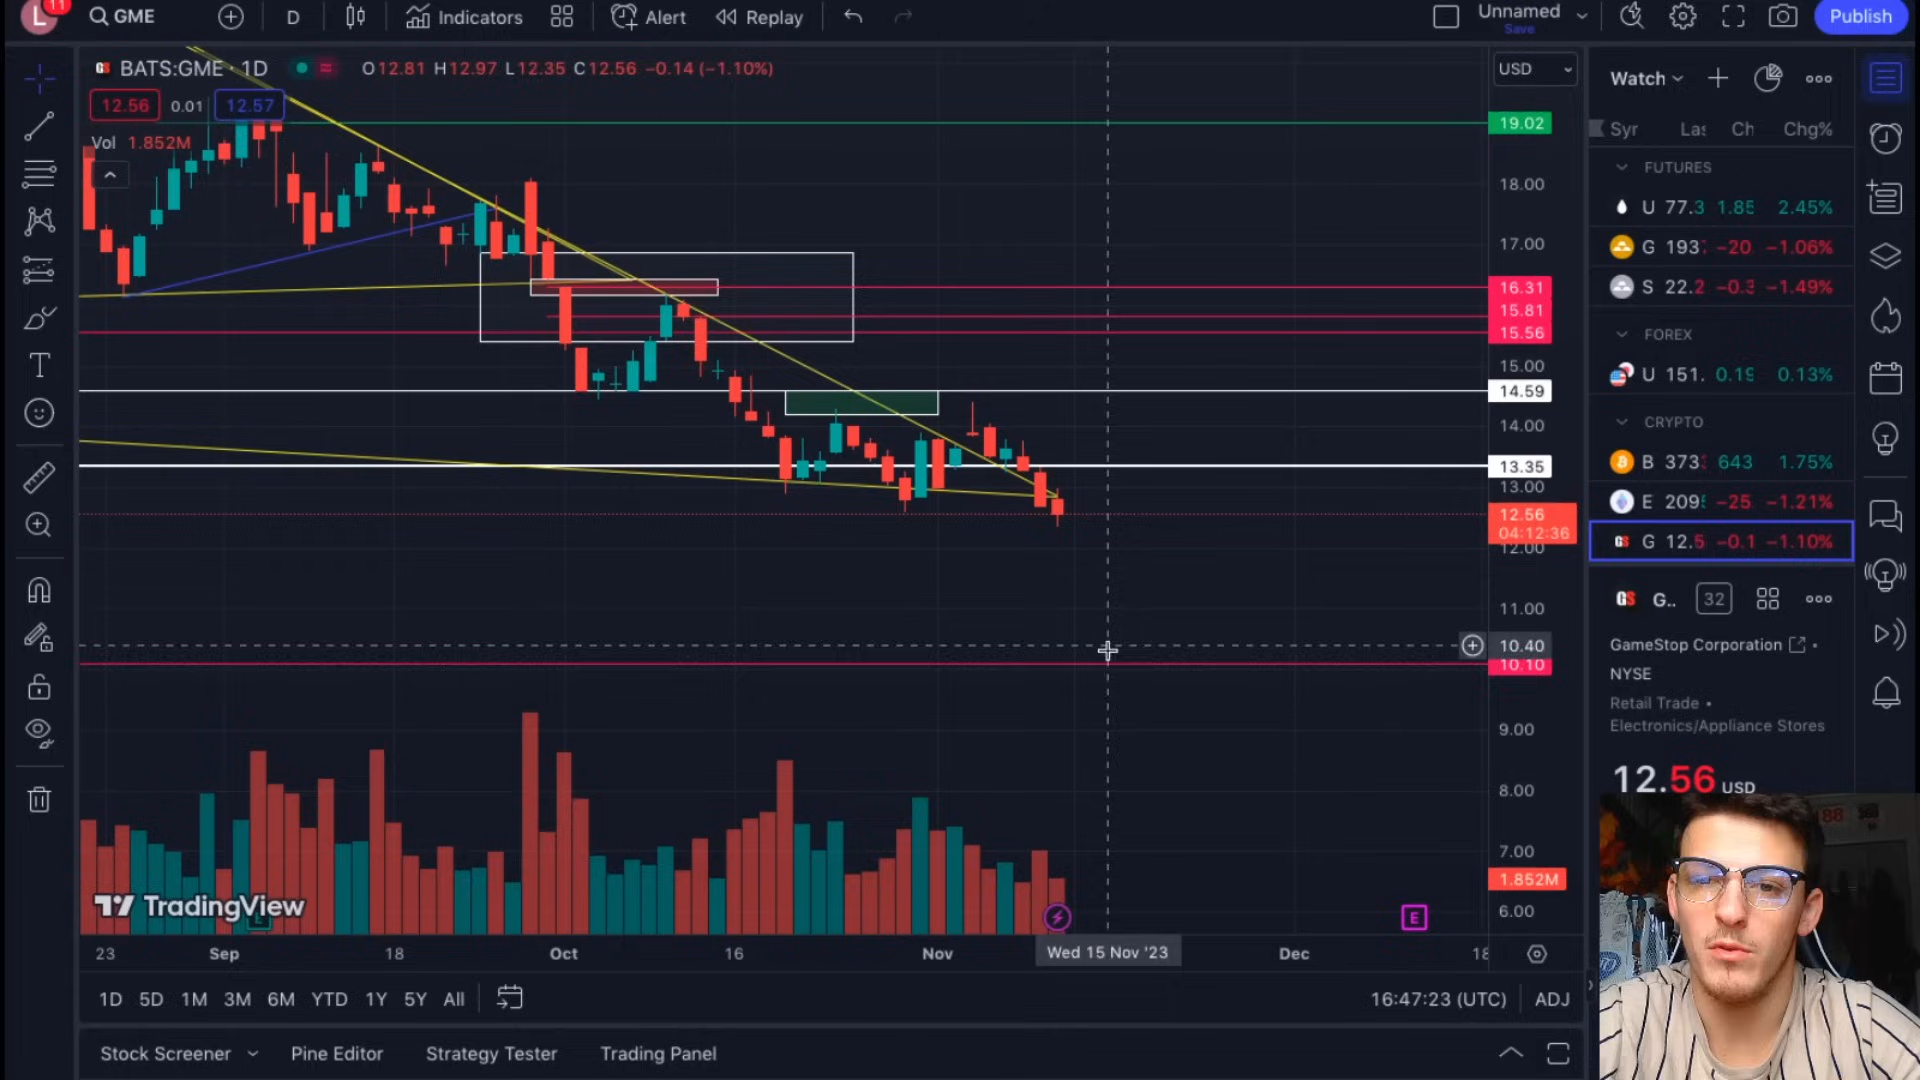 L 11 GME D Indicators Alert Replay Unnamed Save Publish
BATS:GME · 1D O12.81 H12.97 L12.35 C12.56 −0.14 (−1.10%)
12.56 0.01 12.57
Vol 1.852M
USD
19.02
18.00
17.00
16.31
15.81
15.56
15.00
14.59
14.00
13.35
13.00
12.56
04:12:36
12.00
11.00
10.40
10.10
9.00
8.00
7.00
1.852M
6.00
TradingView
E
23 Sep 18 Oct 16 Nov Wed 15 Nov '23 Dec 18
1D 5D 1M 3M 6M YTD 1Y 5Y All 16:47:23 (UTC) ADJ
Stock Screener Pine Editor Strategy Tester Trading Panel
Watch
Syr Las Ch Chg%
FUTURES
U 77.3 1.85 2.45%
G 193 −20 −1.06%
S 22.2 −0.3 −1.49%
FOREX
U 151. 0.19 0.13%
CRYPTO
B 373 643 1.75%
E 209 −25 −1.21%
G 12.5 −0.1 −1.10%
GS G.. 32
GameStop Corporation •
NYSE
Retail Trade •
Electronics/Appliance Stores
12.56 USD